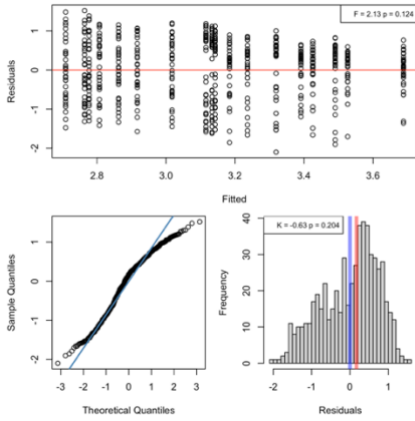 F = 2.13 p = 0.124
Residuals
1
0
-1
-2
2.8 3.0 3.2 3.4 3.6
Fitted
Sample Quantiles
1
0
-1
-2
-3 -2 -1 0 1 2 3
Theoretical Quantiles
K = -0.63 p = 0.204
Frequency
40
30
20
10
0
-2 -1 0 1
Residuals